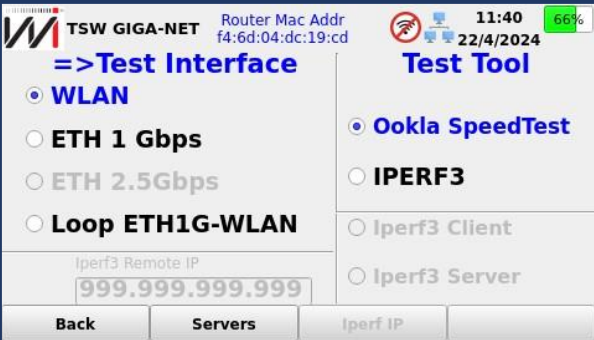 TSW GIGA-NET
Router Mac Addr
f4:6d:04:dc:19:cd
11:40
22/4/2024
66%
=>Test Interface
WLAN
ETH 1 Gbps
ETH 2.5Gbps
Loop ETH1G-WLAN
Iperf3 Remote IP
999.999.999.999
Test Tool
Ookla SpeedTest
IPERF3
Iperf3 Client
Iperf3 Server
Back
Servers
Iperf IP